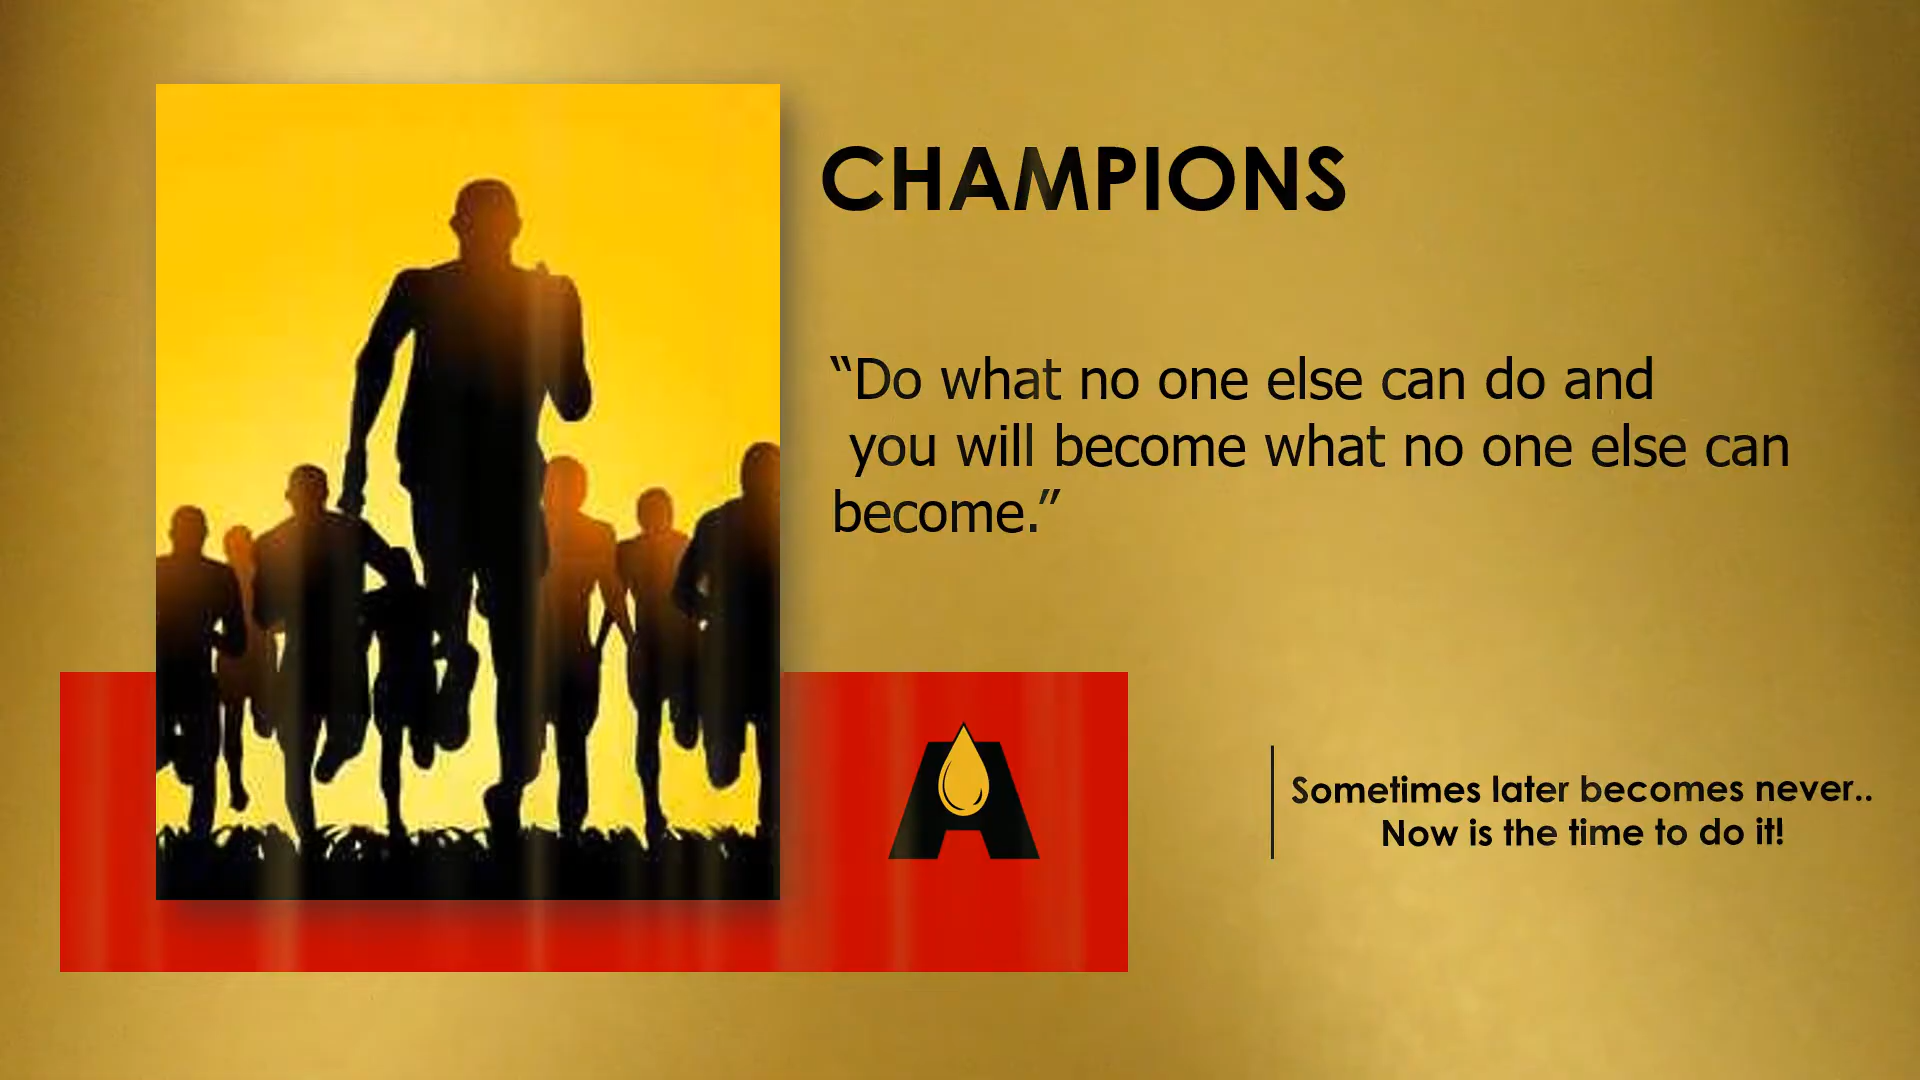 CHAMPIONS
“Do what no one else can do and
you will become what no one else can
become.”
A
Sometimes later becomes never..
Now is the time to do it!